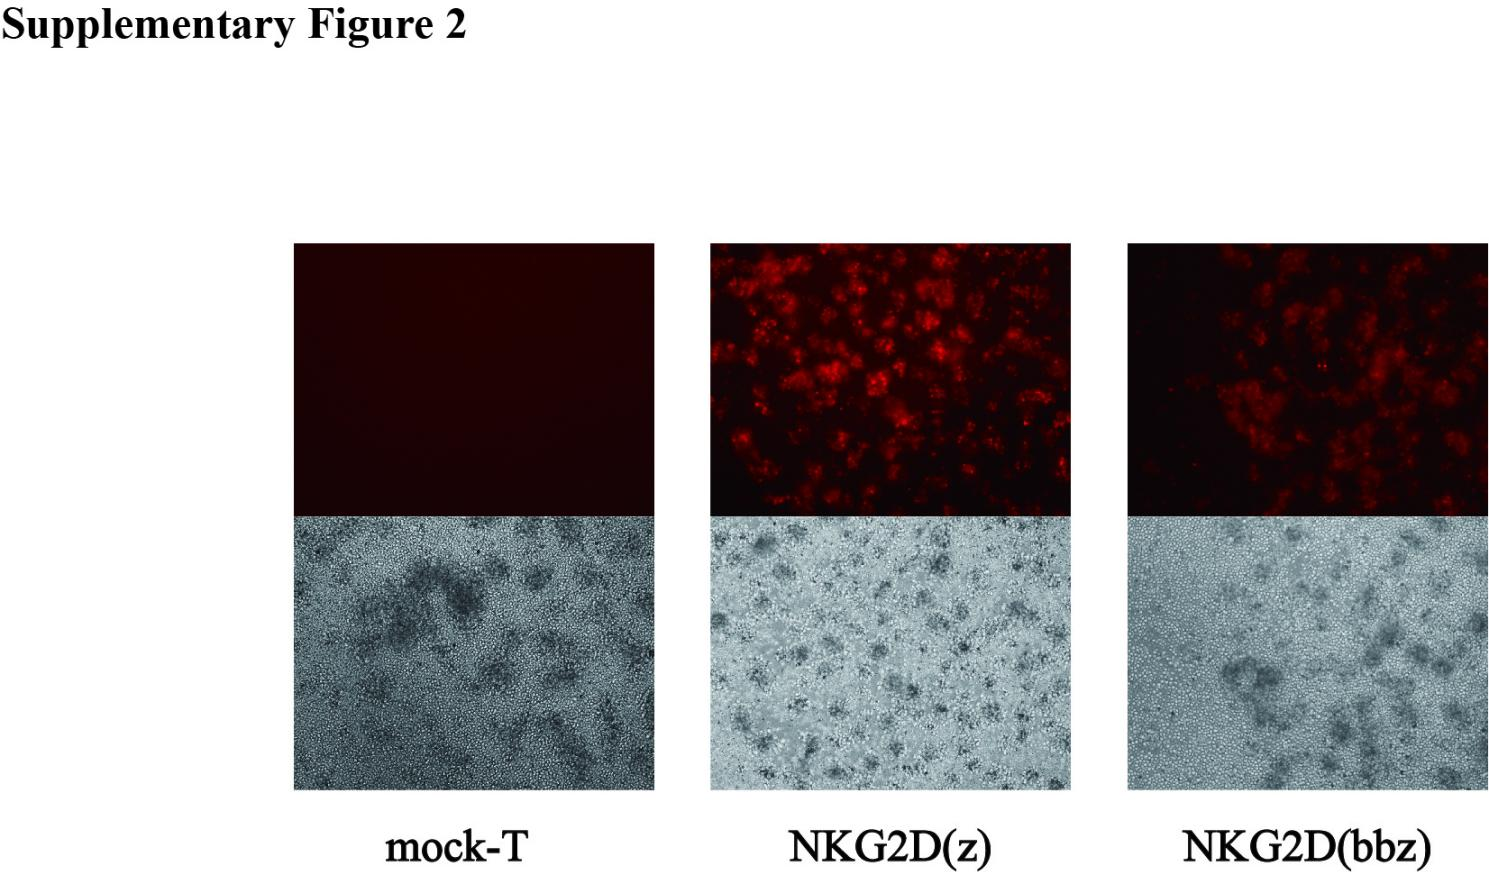 Supplementary Figure 2
mock-T
NKG2D(z)
NKG2D(bbz)